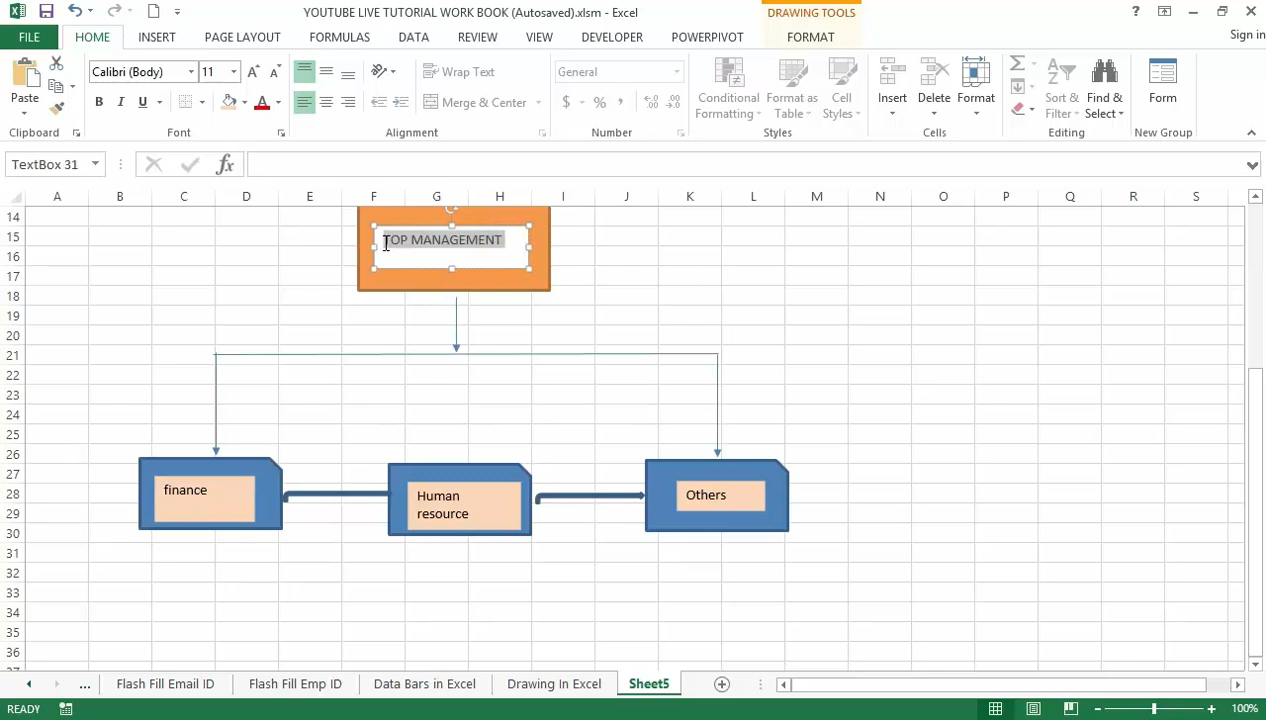 YOUTUBE LIVE TUTORIAL WORK BOOK (Autosaved).xlsm - Excel
DRAWING TOOLS
?
FILE HOME INSERT PAGE LAYOUT FORMULAS DATA REVIEW VIEW DEVELOPER POWERPIVOT FORMAT Sign in
Paste
Calibri (Body) 11
A A
B I U A
Wrap Text
Merge & Center
General
$ % ,
Conditional Formatting
Format as Table
Cell Styles
Insert Delete Format
Sort & Filter
Find & Select
Form
Clipboard Font Alignment Number Styles Cells Editing New Group
TextBox 31 fx
A B C D E F G H I J K L M N O P Q R S
14
15
16
17
18
19
20
21
22
23
24
25
26
27
28
29
30
31
32
33
34
35
36
TOP MANAGEMENT
finance
Human
resource
Others
... Flash Fill Email ID Flash Fill Emp ID Data Bars in Excel Drawing In Excel Sheet5
READY 100%